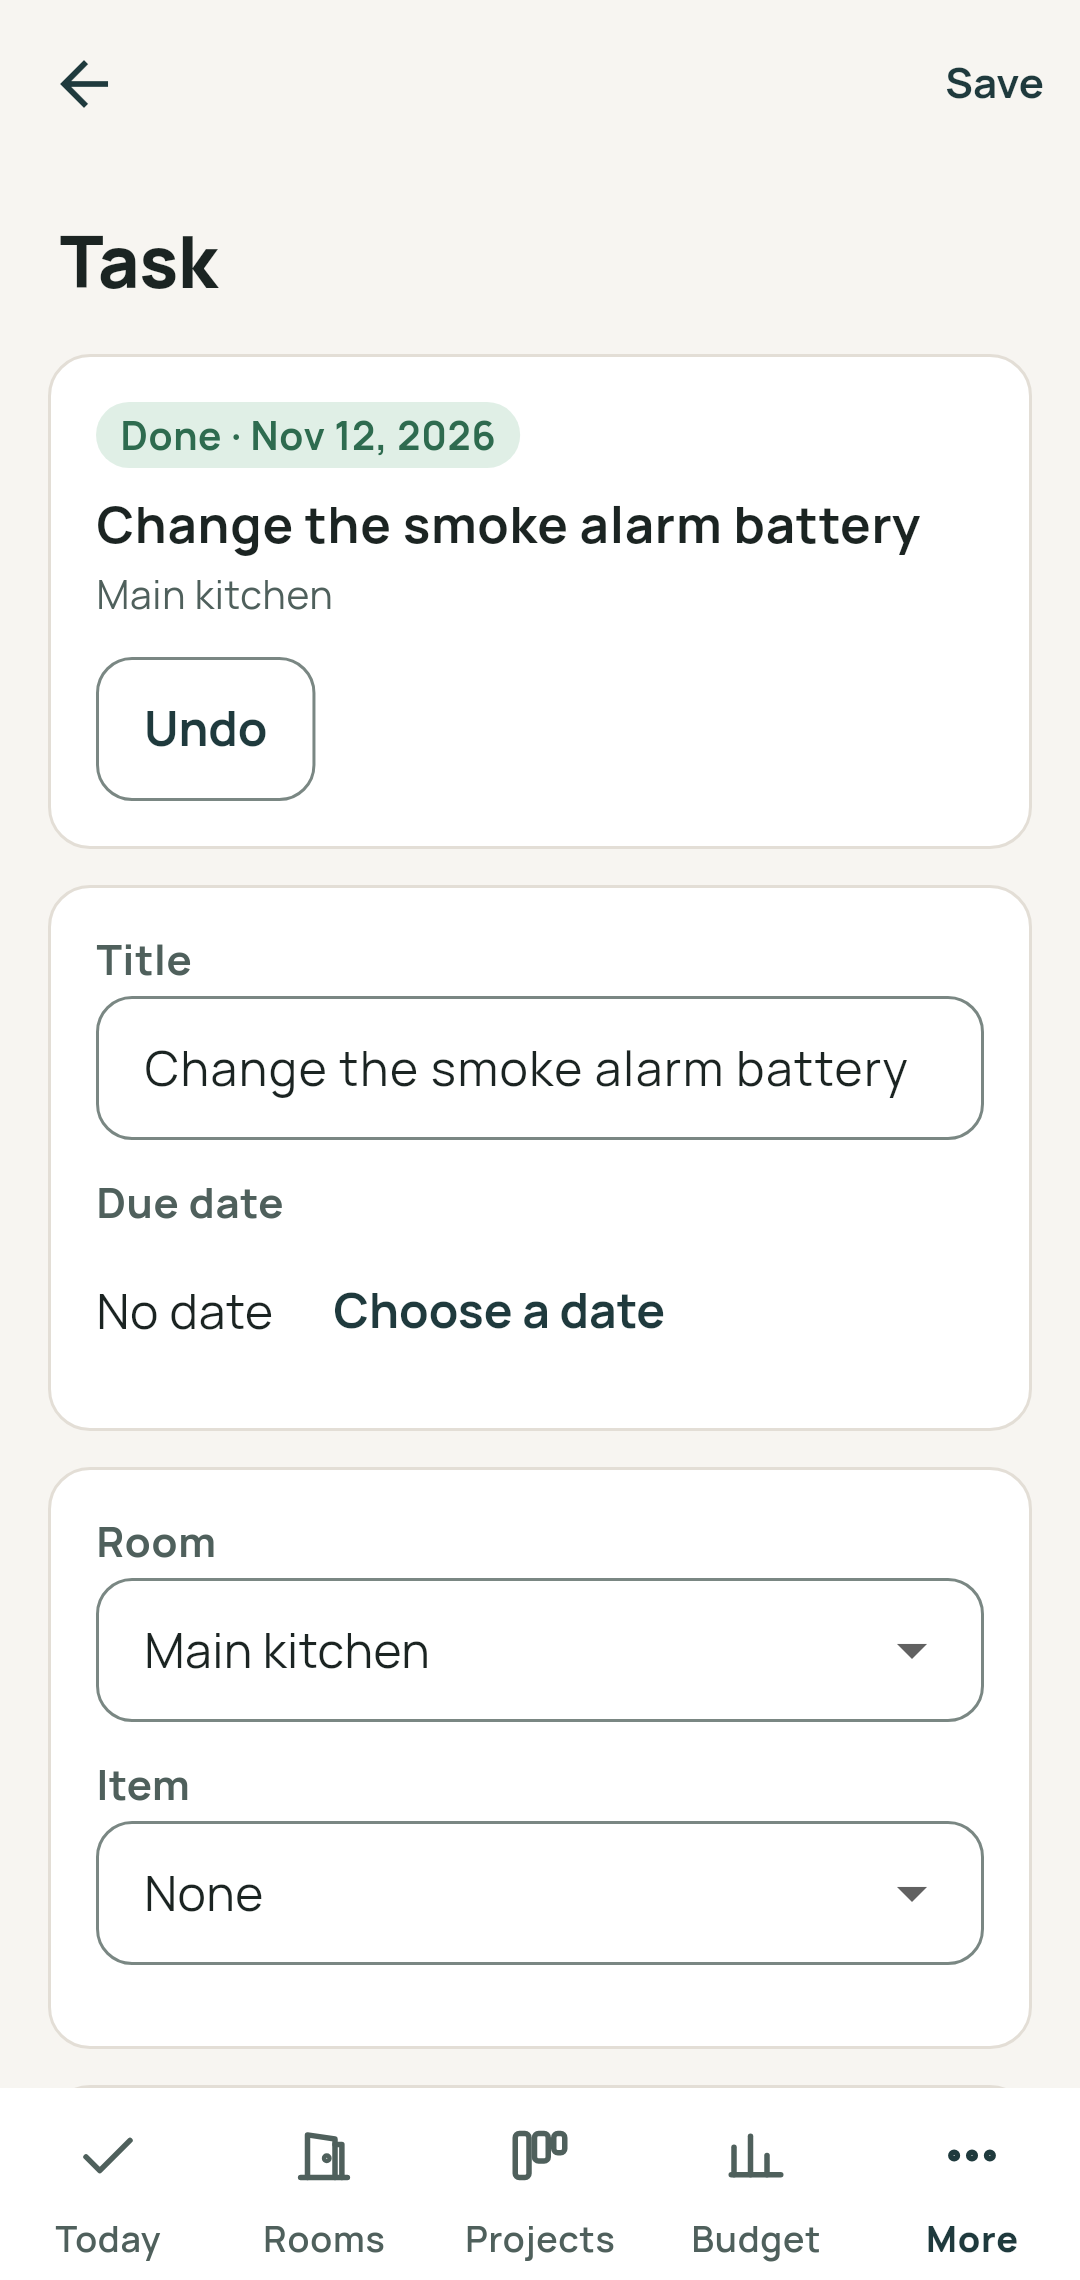 Save
Task
Done · Nov 12, 2026
Change the smoke alarm battery
Main kitchen
Undo
Title
Change the smoke alarm battery
Due date
No date Choose a date
Room
Main kitchen
Item
None
Today Rooms Projects Budget More